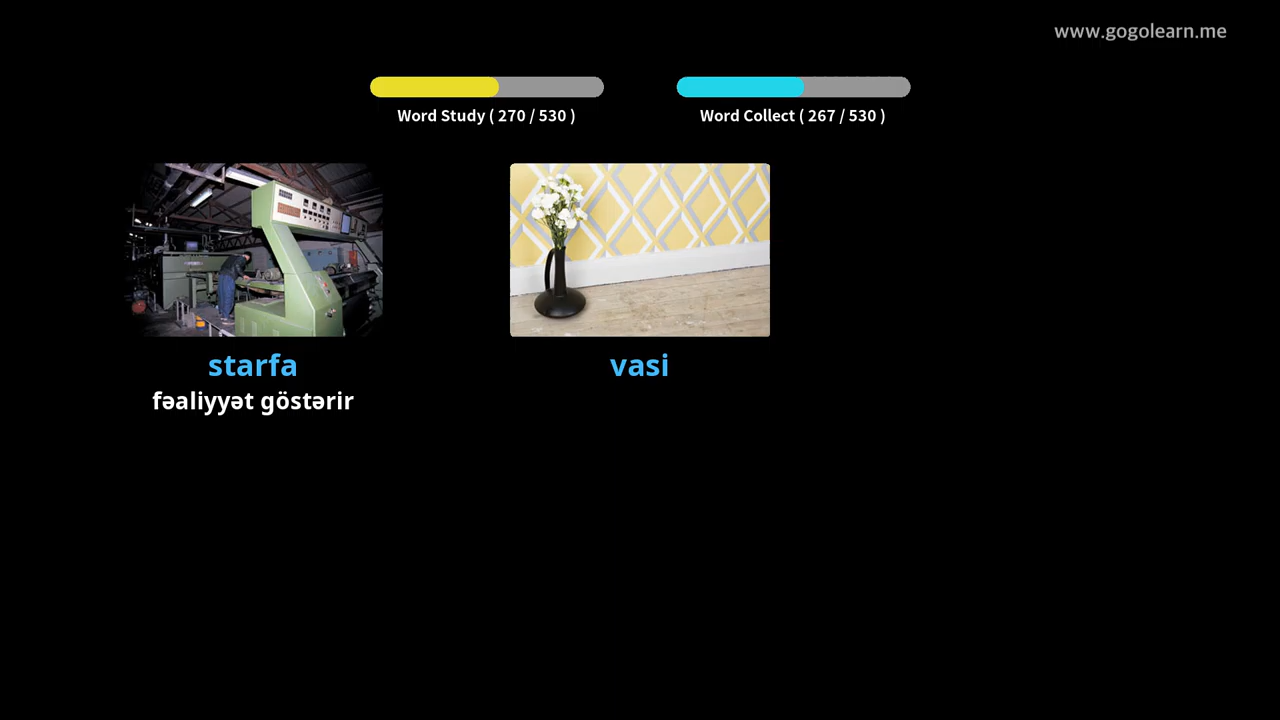 www.gogolearn.me
Word Study ( 270 / 530 )
Word Collect ( 267 / 530 )
starfa
fəaliyyət göstərir
vasi